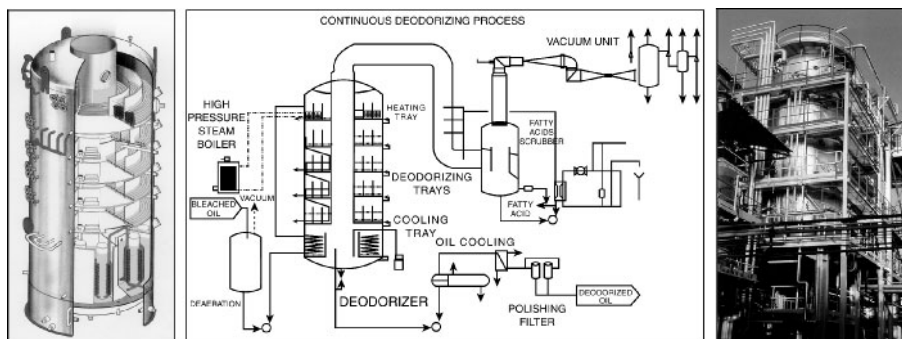 CONTINUOUS DEODORIZING PROCESS
VACUUM UNIT
HEATING TRAY
HIGH
PRESSURE
STEAM
BOILER
FATTY
ACIDS
SCRUBBER
DEODORIZING TRAYS
VACUUM
BLEACHED
OIL
FATTY
ACID
COOLING
TRAY
OIL COOLING
DEODORIZER
DEAERATION
POLISHING
FILTER
DEODORIZED
OIL